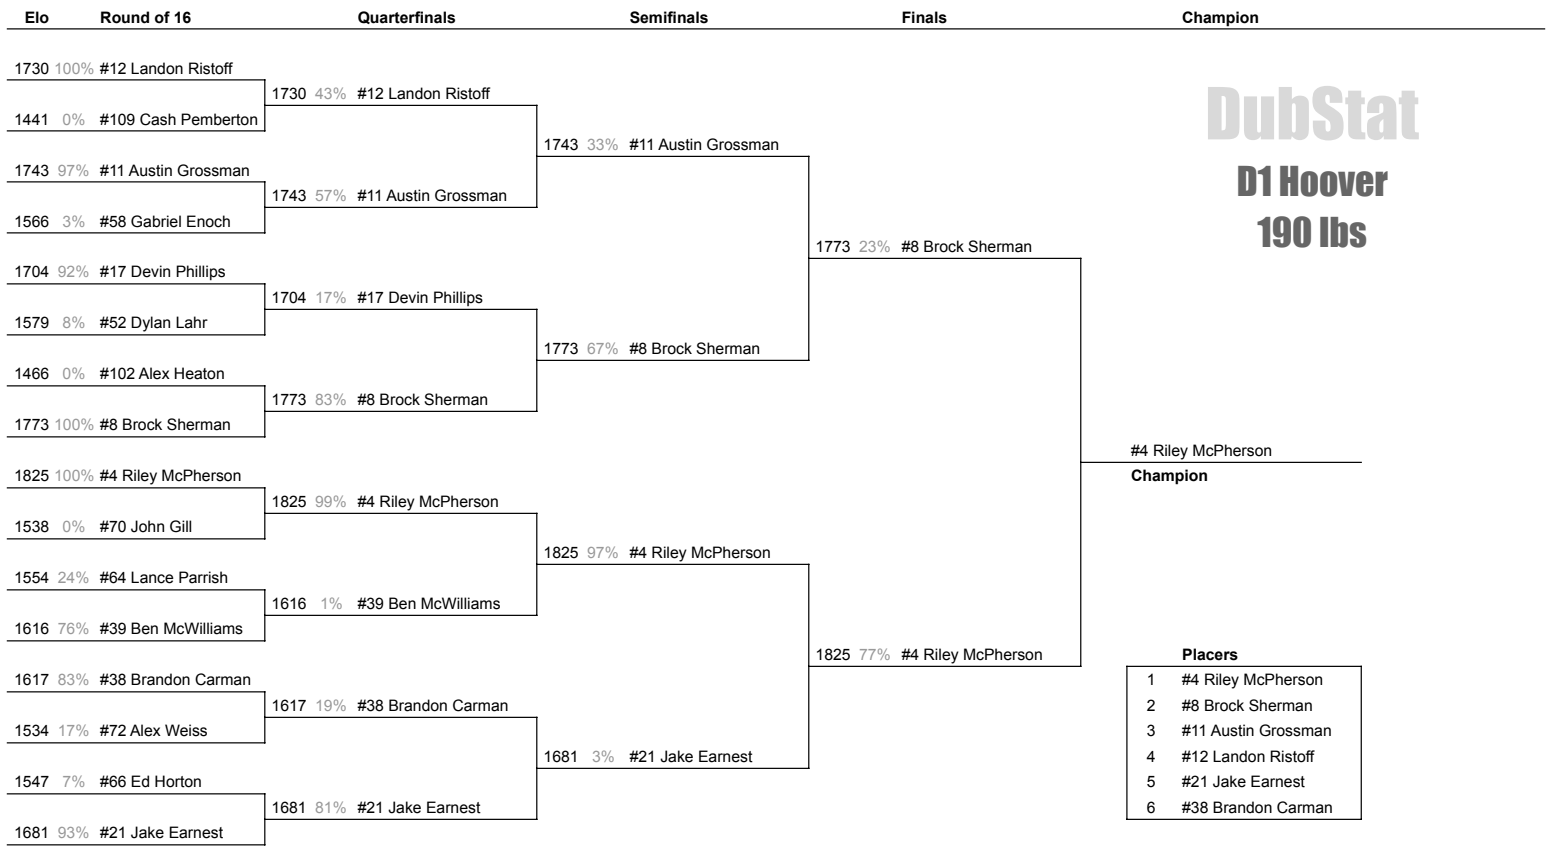 Elo Round of 16 Quarterfinals Semifinals Finals Champion
1730 100% #12 Landon Ristoff
1730 43% #12 Landon Ristoff
1441 0% #109 Cash Pemberton
1743 33% #11 Austin Grossman
1743 97% #11 Austin Grossman
1743 57% #11 Austin Grossman
1566 3% #58 Gabriel Enoch
1773 23% #8 Brock Sherman
1704 92% #17 Devin Phillips
1704 17% #17 Devin Phillips
1579 8% #52 Dylan Lahr
1773 67% #8 Brock Sherman
1466 0% #102 Alex Heaton
1773 83% #8 Brock Sherman
1773 100% #8 Brock Sherman
#4 Riley McPherson
Champion
1825 100% #4 Riley McPherson
1825 99% #4 Riley McPherson
1538 0% #70 John Gill
1825 97% #4 Riley McPherson
1554 24% #64 Lance Parrish
1616 1% #39 Ben McWilliams
1616 76% #39 Ben McWilliams
1825 77% #4 Riley McPherson
1617 83% #38 Brandon Carman
1617 19% #38 Brandon Carman
1534 17% #72 Alex Weiss
1681 3% #21 Jake Earnest
1547 7% #66 Ed Horton
1681 81% #21 Jake Earnest
1681 93% #21 Jake Earnest
DubStat
D1 Hoover
190 lbs
Placers
1 #4 Riley McPherson
2 #8 Brock Sherman
3 #11 Austin Grossman
4 #12 Landon Ristoff
5 #21 Jake Earnest
6 #38 Brandon Carman